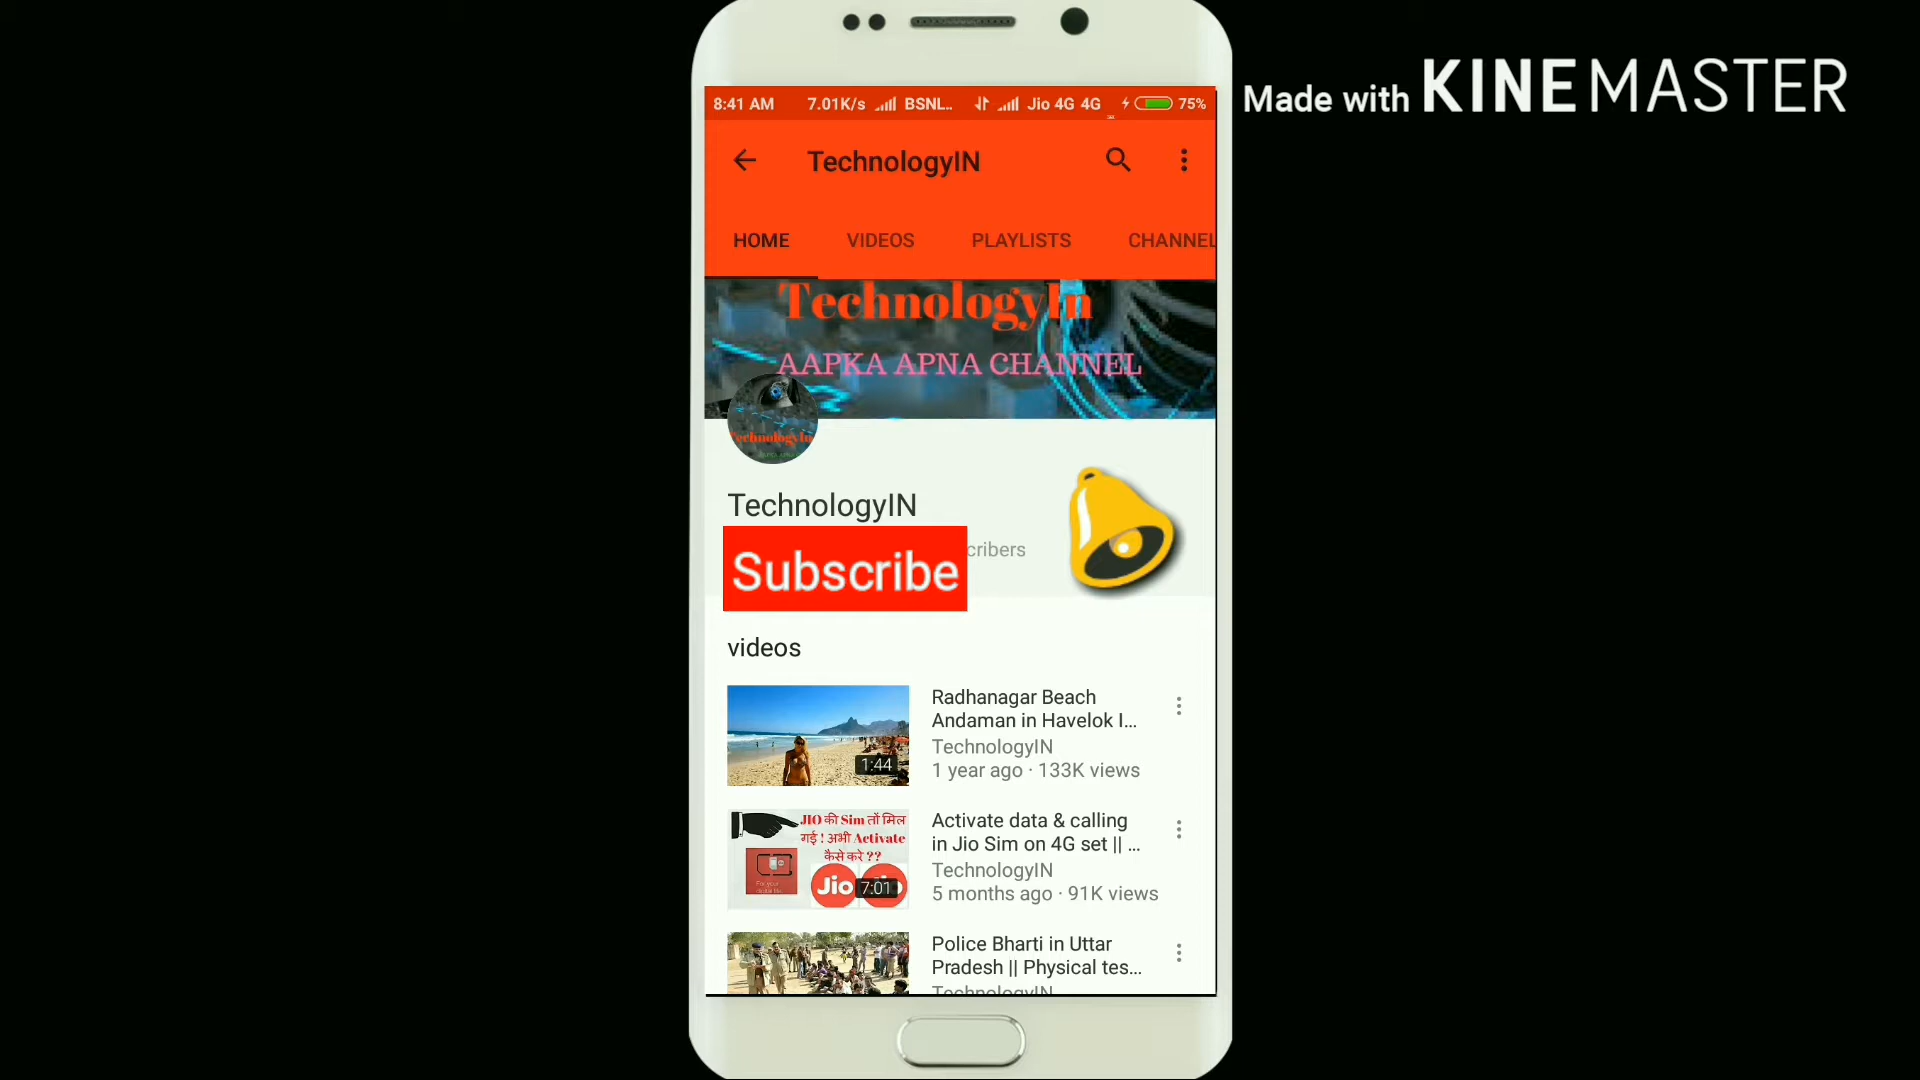 Made with KINEMASTER
8:41 AM 7.01K/s BSNL.. Jio 4G 4G 75%
TechnologyIN
HOME VIDEOS PLAYLISTS CHANNEL
TechnologyIn
AAPKA APNA CHANNEL
TechnologyIn
TechnologyIN
Subscribe
cribers
videos
Radhanagar Beach
Andaman in Havelok I...
TechnologyIN
1 year ago · 133K views
1:44
JIO की Sim तों मिल
गई ! अभी Activate
कैसे करे ??
Jio
7:01
Activate data & calling
in Jio Sim on 4G set || ...
TechnologyIN
5 months ago · 91K views
Police Bharti in Uttar
Pradesh || Physical tes...
TechnologyIN